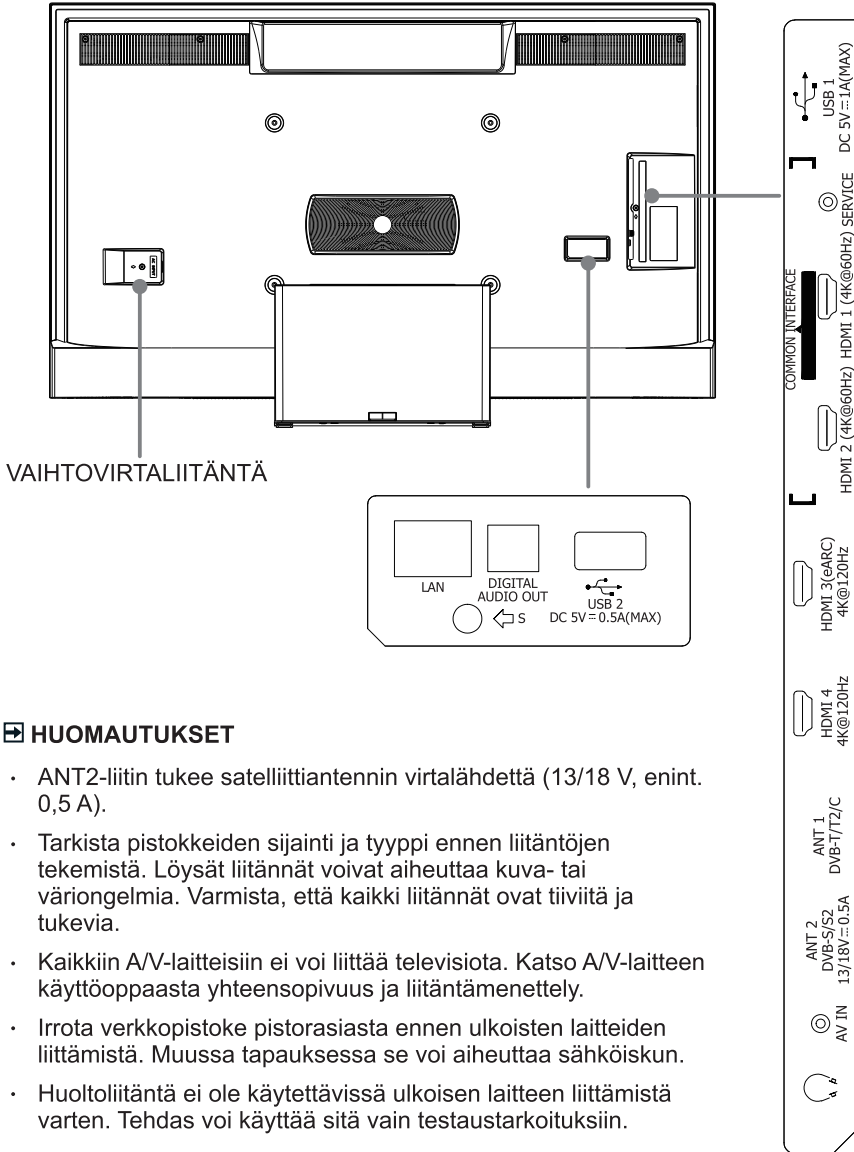 USB 1
DC 5V ⎓ 1A(MAX)
SERVICE
COMMON INTERFACE
HDMI 1 (4K@60Hz)
HDMI 2 (4K@60Hz)
HDMI 3(eARC)
4K@120Hz
HDMI 4
4K@120Hz
ANT 1
DVB-T/T2/C
ANT 2
DVB-S/S2
13/18V ⎓ 0.5A
AV IN
VAIHTOVIRTALIITÄNTÄ
LAN
DIGITAL
AUDIO OUT
S
USB 2
DC 5V ⎓ 0.5A(MAX)
HUOMAUTUKSET
· ANT2-liitin tukee satelliittiantennin virtalähdettä (13/18 V, enint.
0,5 A).
· Tarkista pistokkeiden sijainti ja tyyppi ennen liitäntöjen
tekemistä. Löysät liitännät voivat aiheuttaa kuva- tai
väriongelmia. Varmista, että kaikki liitännät ovat tiiviitä ja
tukevia.
· Kaikkiin A/V-laitteisiin ei voi liittää televisiota. Katso A/V-laitteen
käyttöoppaasta yhteensopivuus ja liitäntämenettely.
· Irrota verkkopistoke pistorasiasta ennen ulkoisten laitteiden
liittämistä. Muussa tapauksessa se voi aiheuttaa sähköiskun.
· Huoltoliitäntä ei ole käytettävissä ulkoisen laitteen liittämistä
varten. Tehdas voi käyttää sitä vain testaustarkoituksiin.